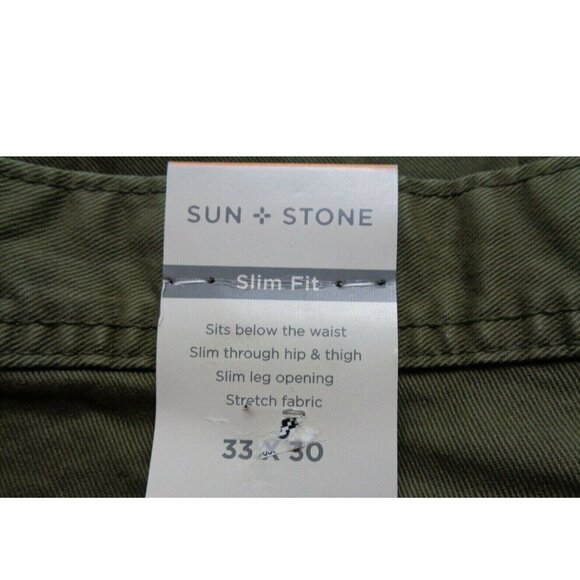 SUN + STONE
Slim Fit
Sits below the waist
Slim through hip & thigh
Slim leg opening
Stretch fabric
33 X 30